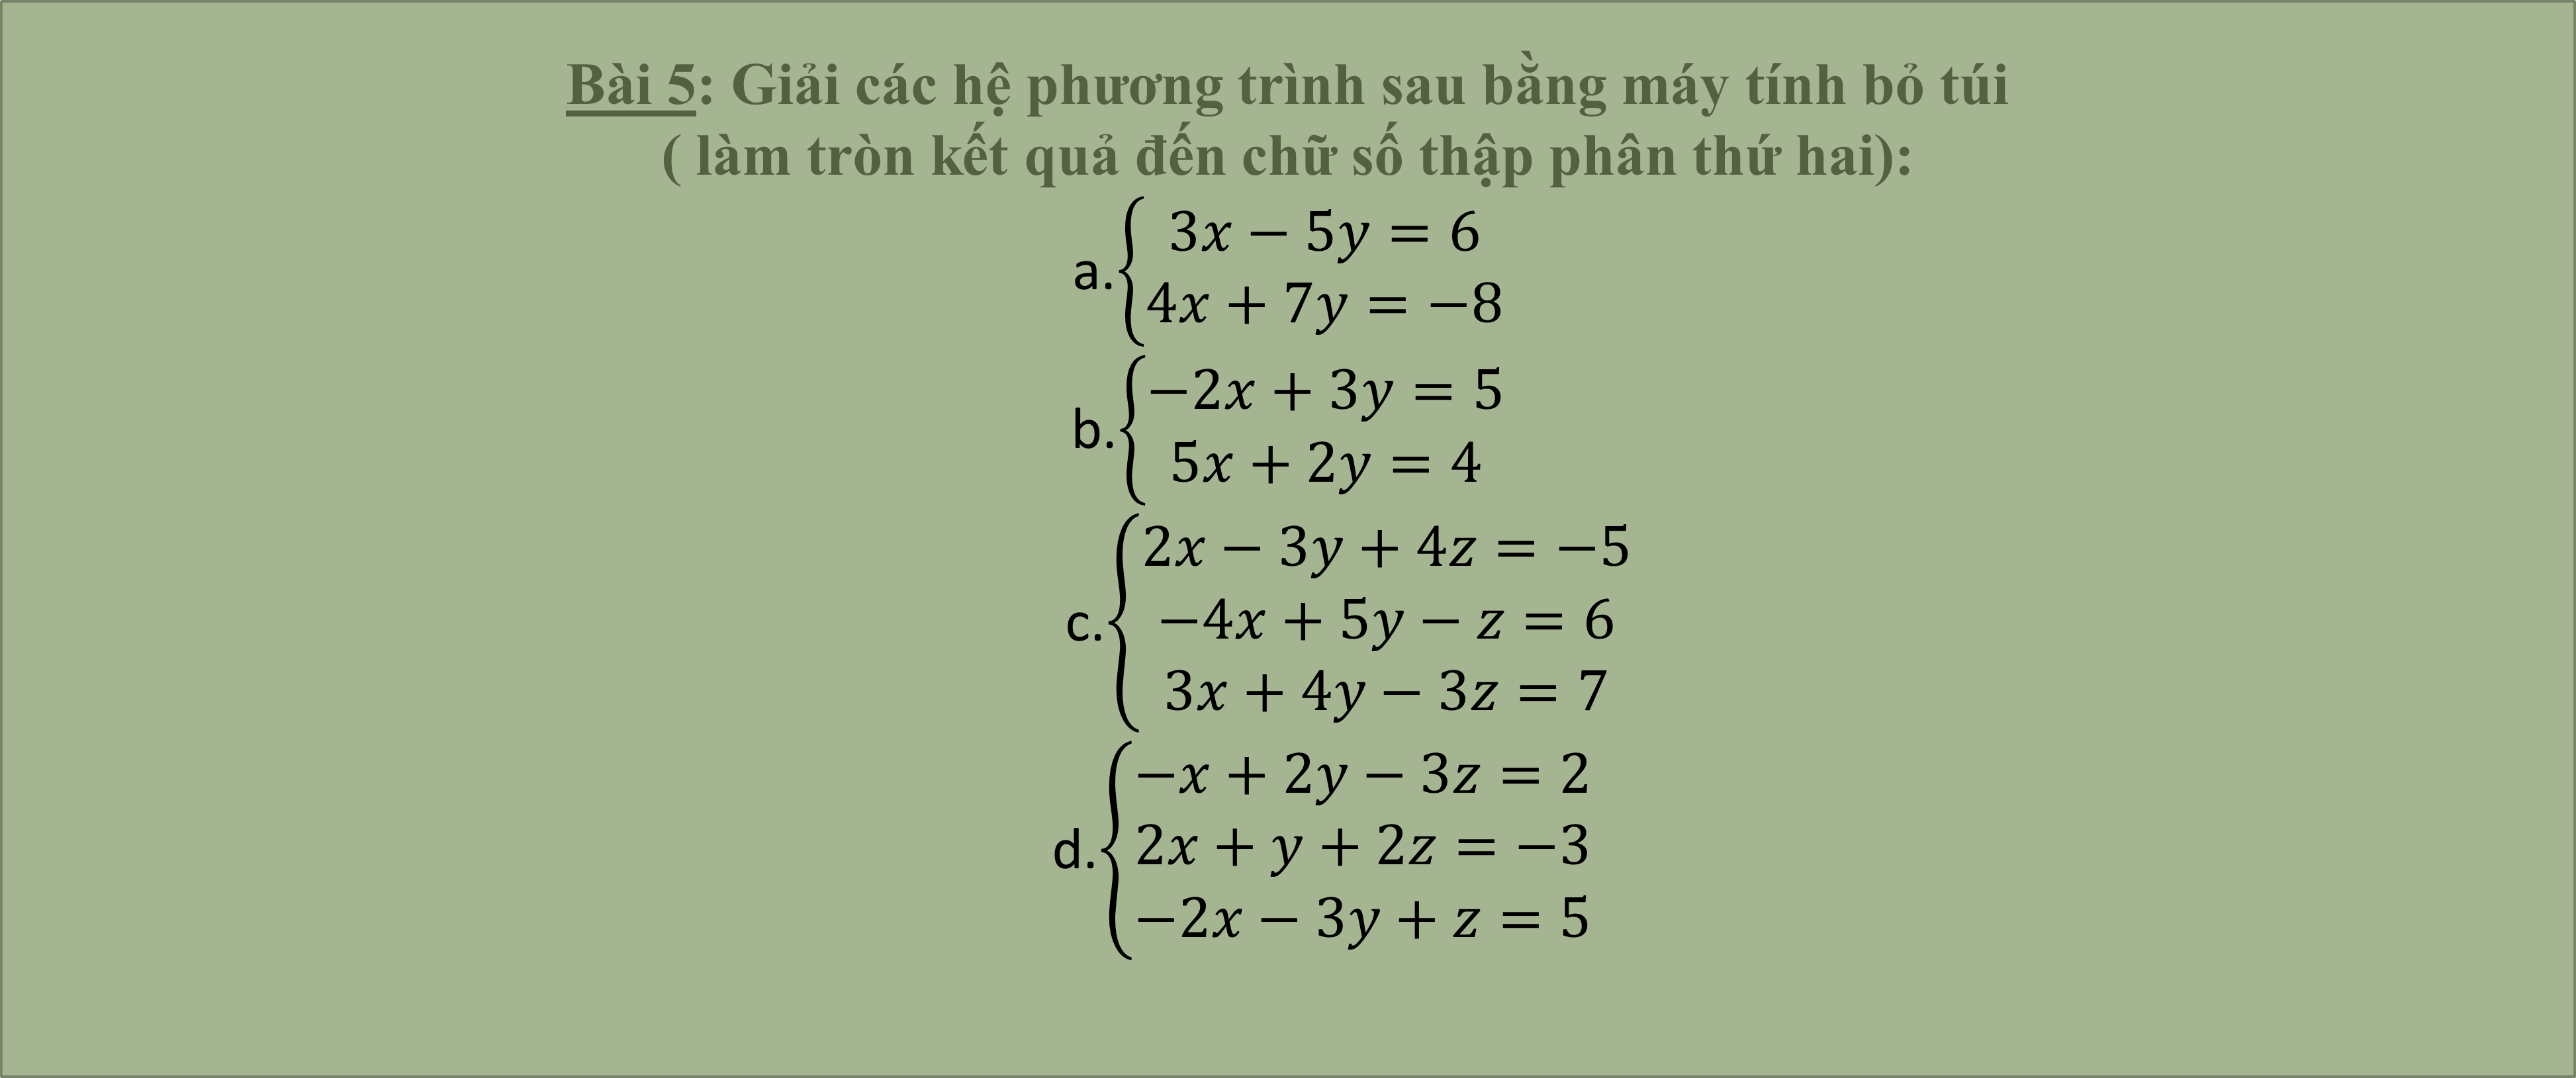 Bài 5: Giải các hệ phương trình sau bằng máy tính bỏ túi
( làm tròn kết quả đến chữ số thập phân thứ hai):
a. { 3x − 5y = 6
4x + 7y = −8
b. { −2x + 3y = 5
5x + 2y = 4
c. { 2x − 3y + 4z = −5
−4x + 5y − z = 6
3x + 4y − 3z = 7
d. { −x + 2y − 3z = 2
2x + y + 2z = −3
−2x − 3y + z = 5